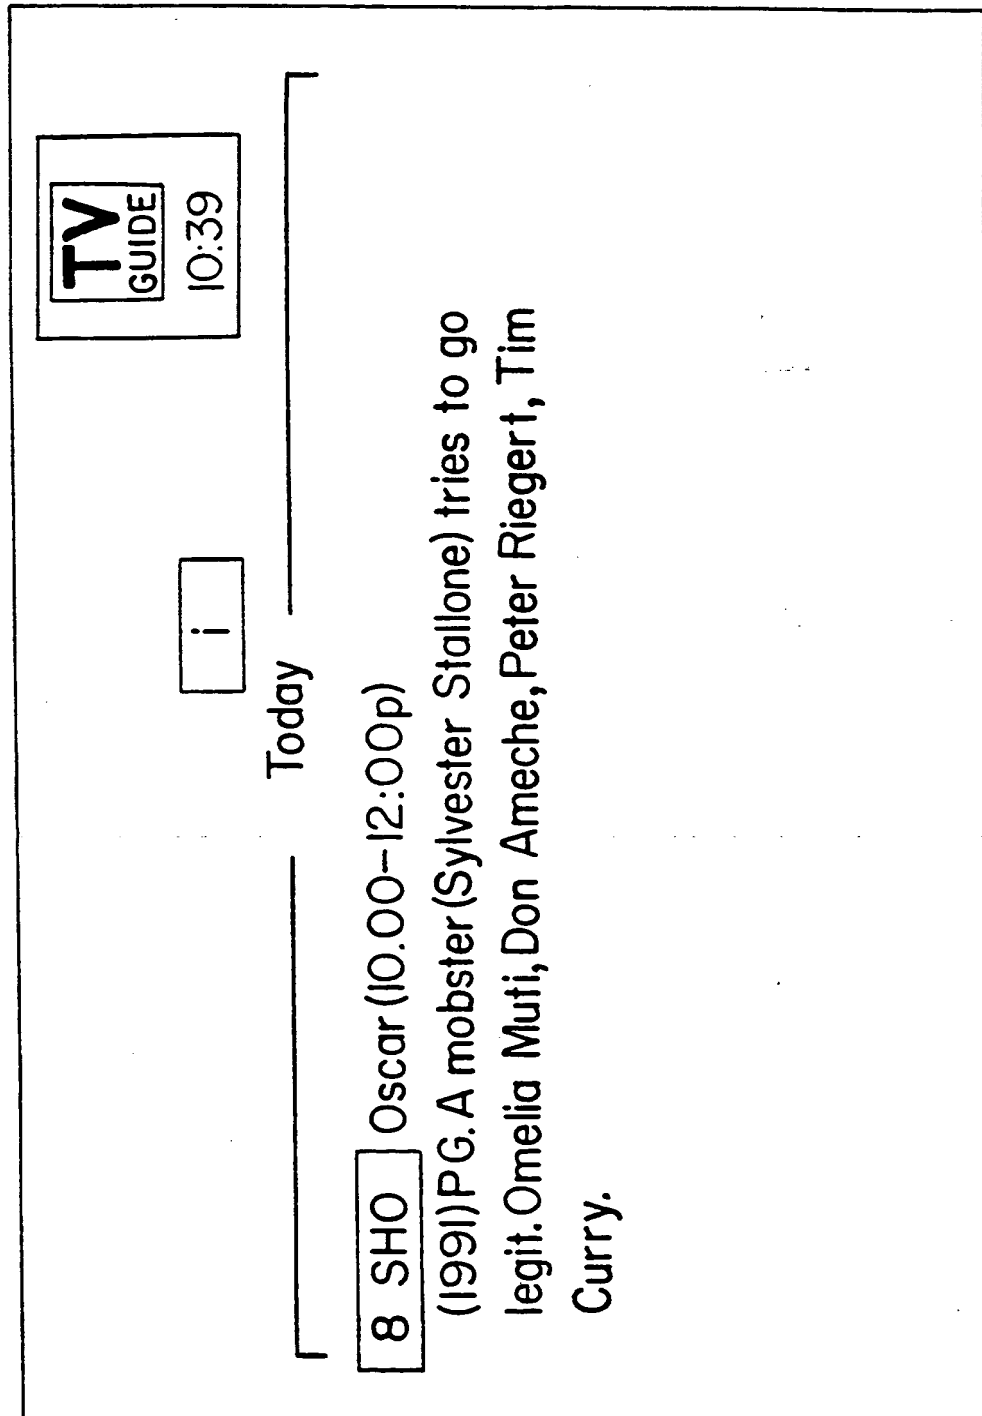 TV
GUIDE
10:39
i
Today
8 SHO Oscar (10.00-12:00p)
(1991) PG. A mobster (Sylvester Stallone) tries to go
legit. Omelia Muti, Don Ameche, Peter Riegert, Tim
Curry.